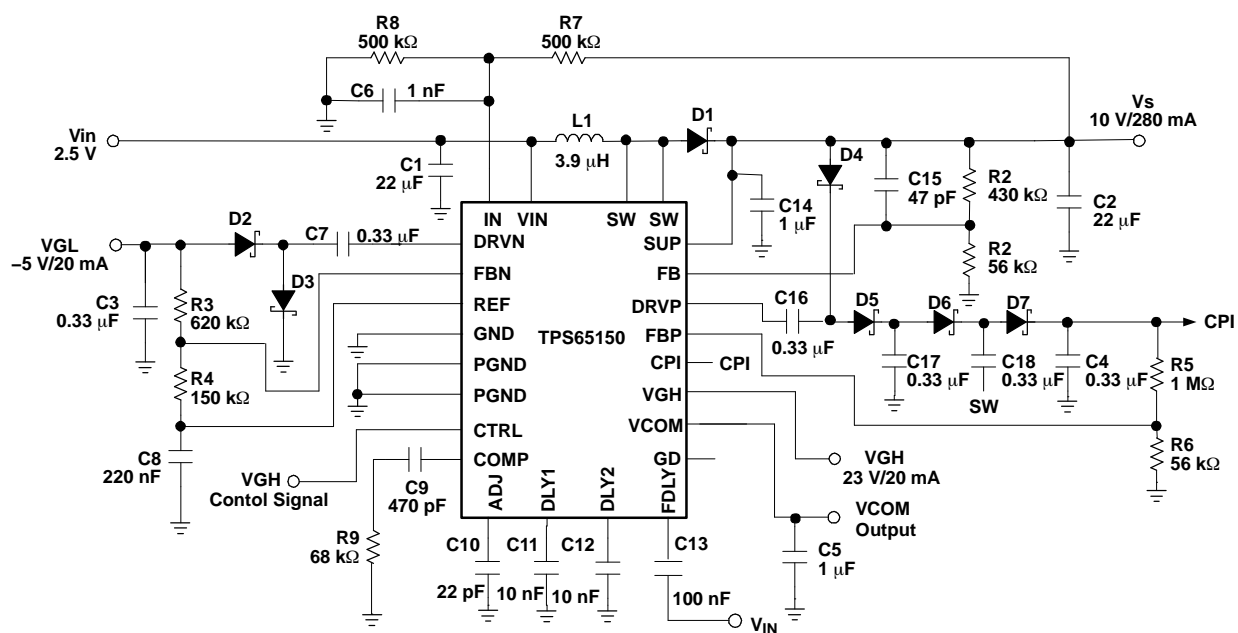 R8
500 kΩ
R7
500 kΩ
C6
1 nF
Vin
2.5 V
L1
3.9 µH
D1
Vs
10 V/280 mA
C1
22 µF
D4
C14
1 µF
C15
47 pF
R2
430 kΩ
C2
22 µF
R2
56 kΩ
VGL
–5 V/20 mA
D2
C7
0.33 µF
D3
C3
0.33 µF
R3
620 kΩ
R4
150 kΩ
C8
220 nF
IN
VIN
SW
SW
DRVN
FBN
REF
GND
PGND
PGND
CTRL
COMP
TPS65150
SUP
FB
DRVP
FBP
CPI
VGH
VCOM
GD
ADJ
DLY1
DLY2
FDLY
CPI
C16
0.33 µF
D5
D6
D7
CPI
C17
0.33 µF
C18
0.33 µF
SW
C4
0.33 µF
R5
1 MΩ
R6
56 kΩ
VGH
23 V/20 mA
VCOM
Output
C5
1 µF
VGH
Contol Signal
C9
470 pF
R9
68 kΩ
C10
22 pF
C11
10 nF
C12
10 nF
C13
100 nF
VIN